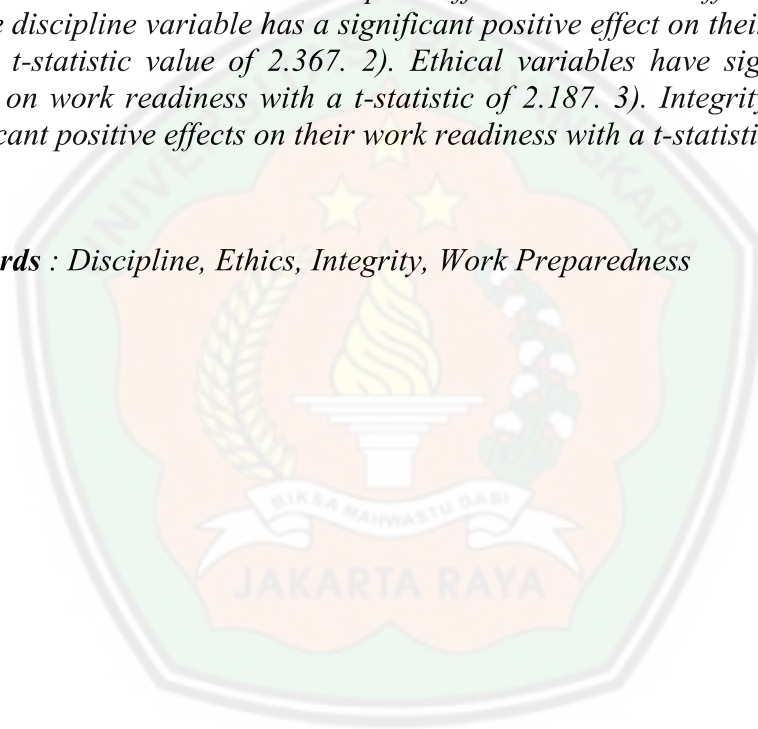 e discipline variable has a significant positive effect on their
t-statistic value of 2.367. 2). Ethical variables have sig
on work readiness with a t-statistic of 2.187. 3). Integrity
cant positive effects on their work readiness with a t-statisti
rds : Discipline, Ethics, Integrity, Work Preparedness
BIKSA MAHWASTU DASI
JAKARTA RAYA